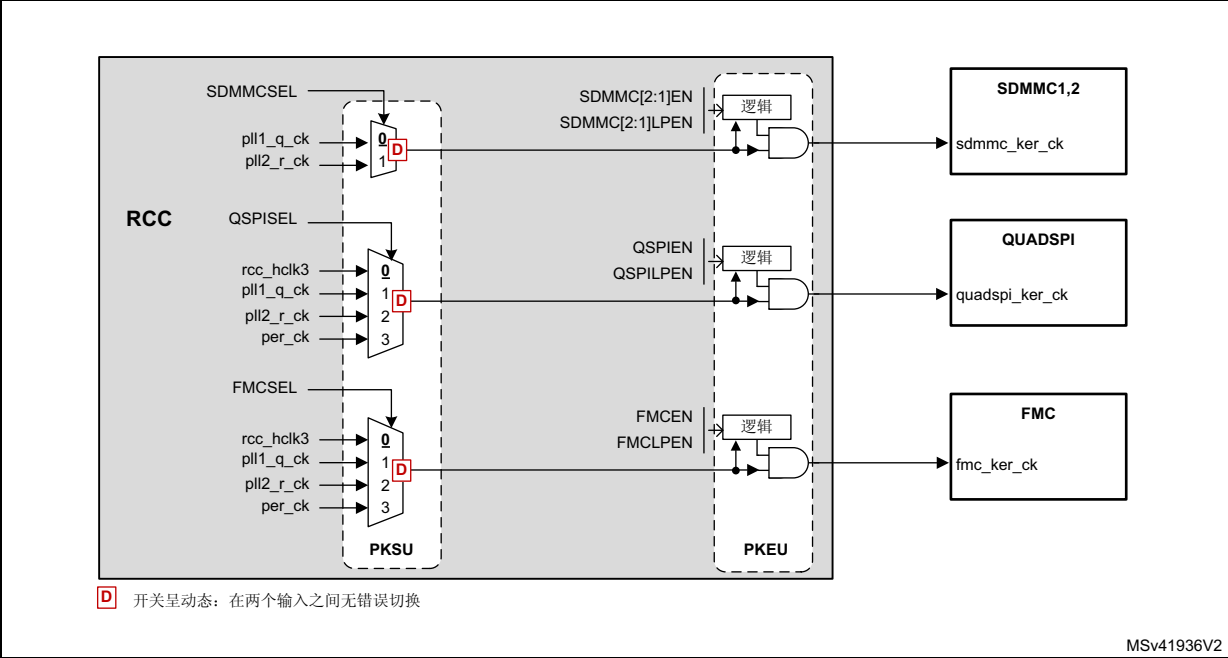 SDMMCSEL
pll1_q_ck
pll2_r_ck
0
1
D
SDMMC[2:1]EN
SDMMC[2:1]LPEN
逻辑
SDMMC1,2
sdmmc_ker_ck
RCC
QSPISEL
rcc_hclk3
pll1_q_ck
pll2_r_ck
per_ck
0
1
2
3
D
QSPIEN
QSPILPEN
逻辑
QUADSPI
quadspi_ker_ck
FMCSEL
rcc_hclk3
pll1_q_ck
pll2_r_ck
per_ck
0
1
2
3
D
FMCEN
FMCLPEN
逻辑
FMC
fmc_ker_ck
PKSU
PKEU
D 开关呈动态：在两个输入之间无错误切换
MSv41936V2